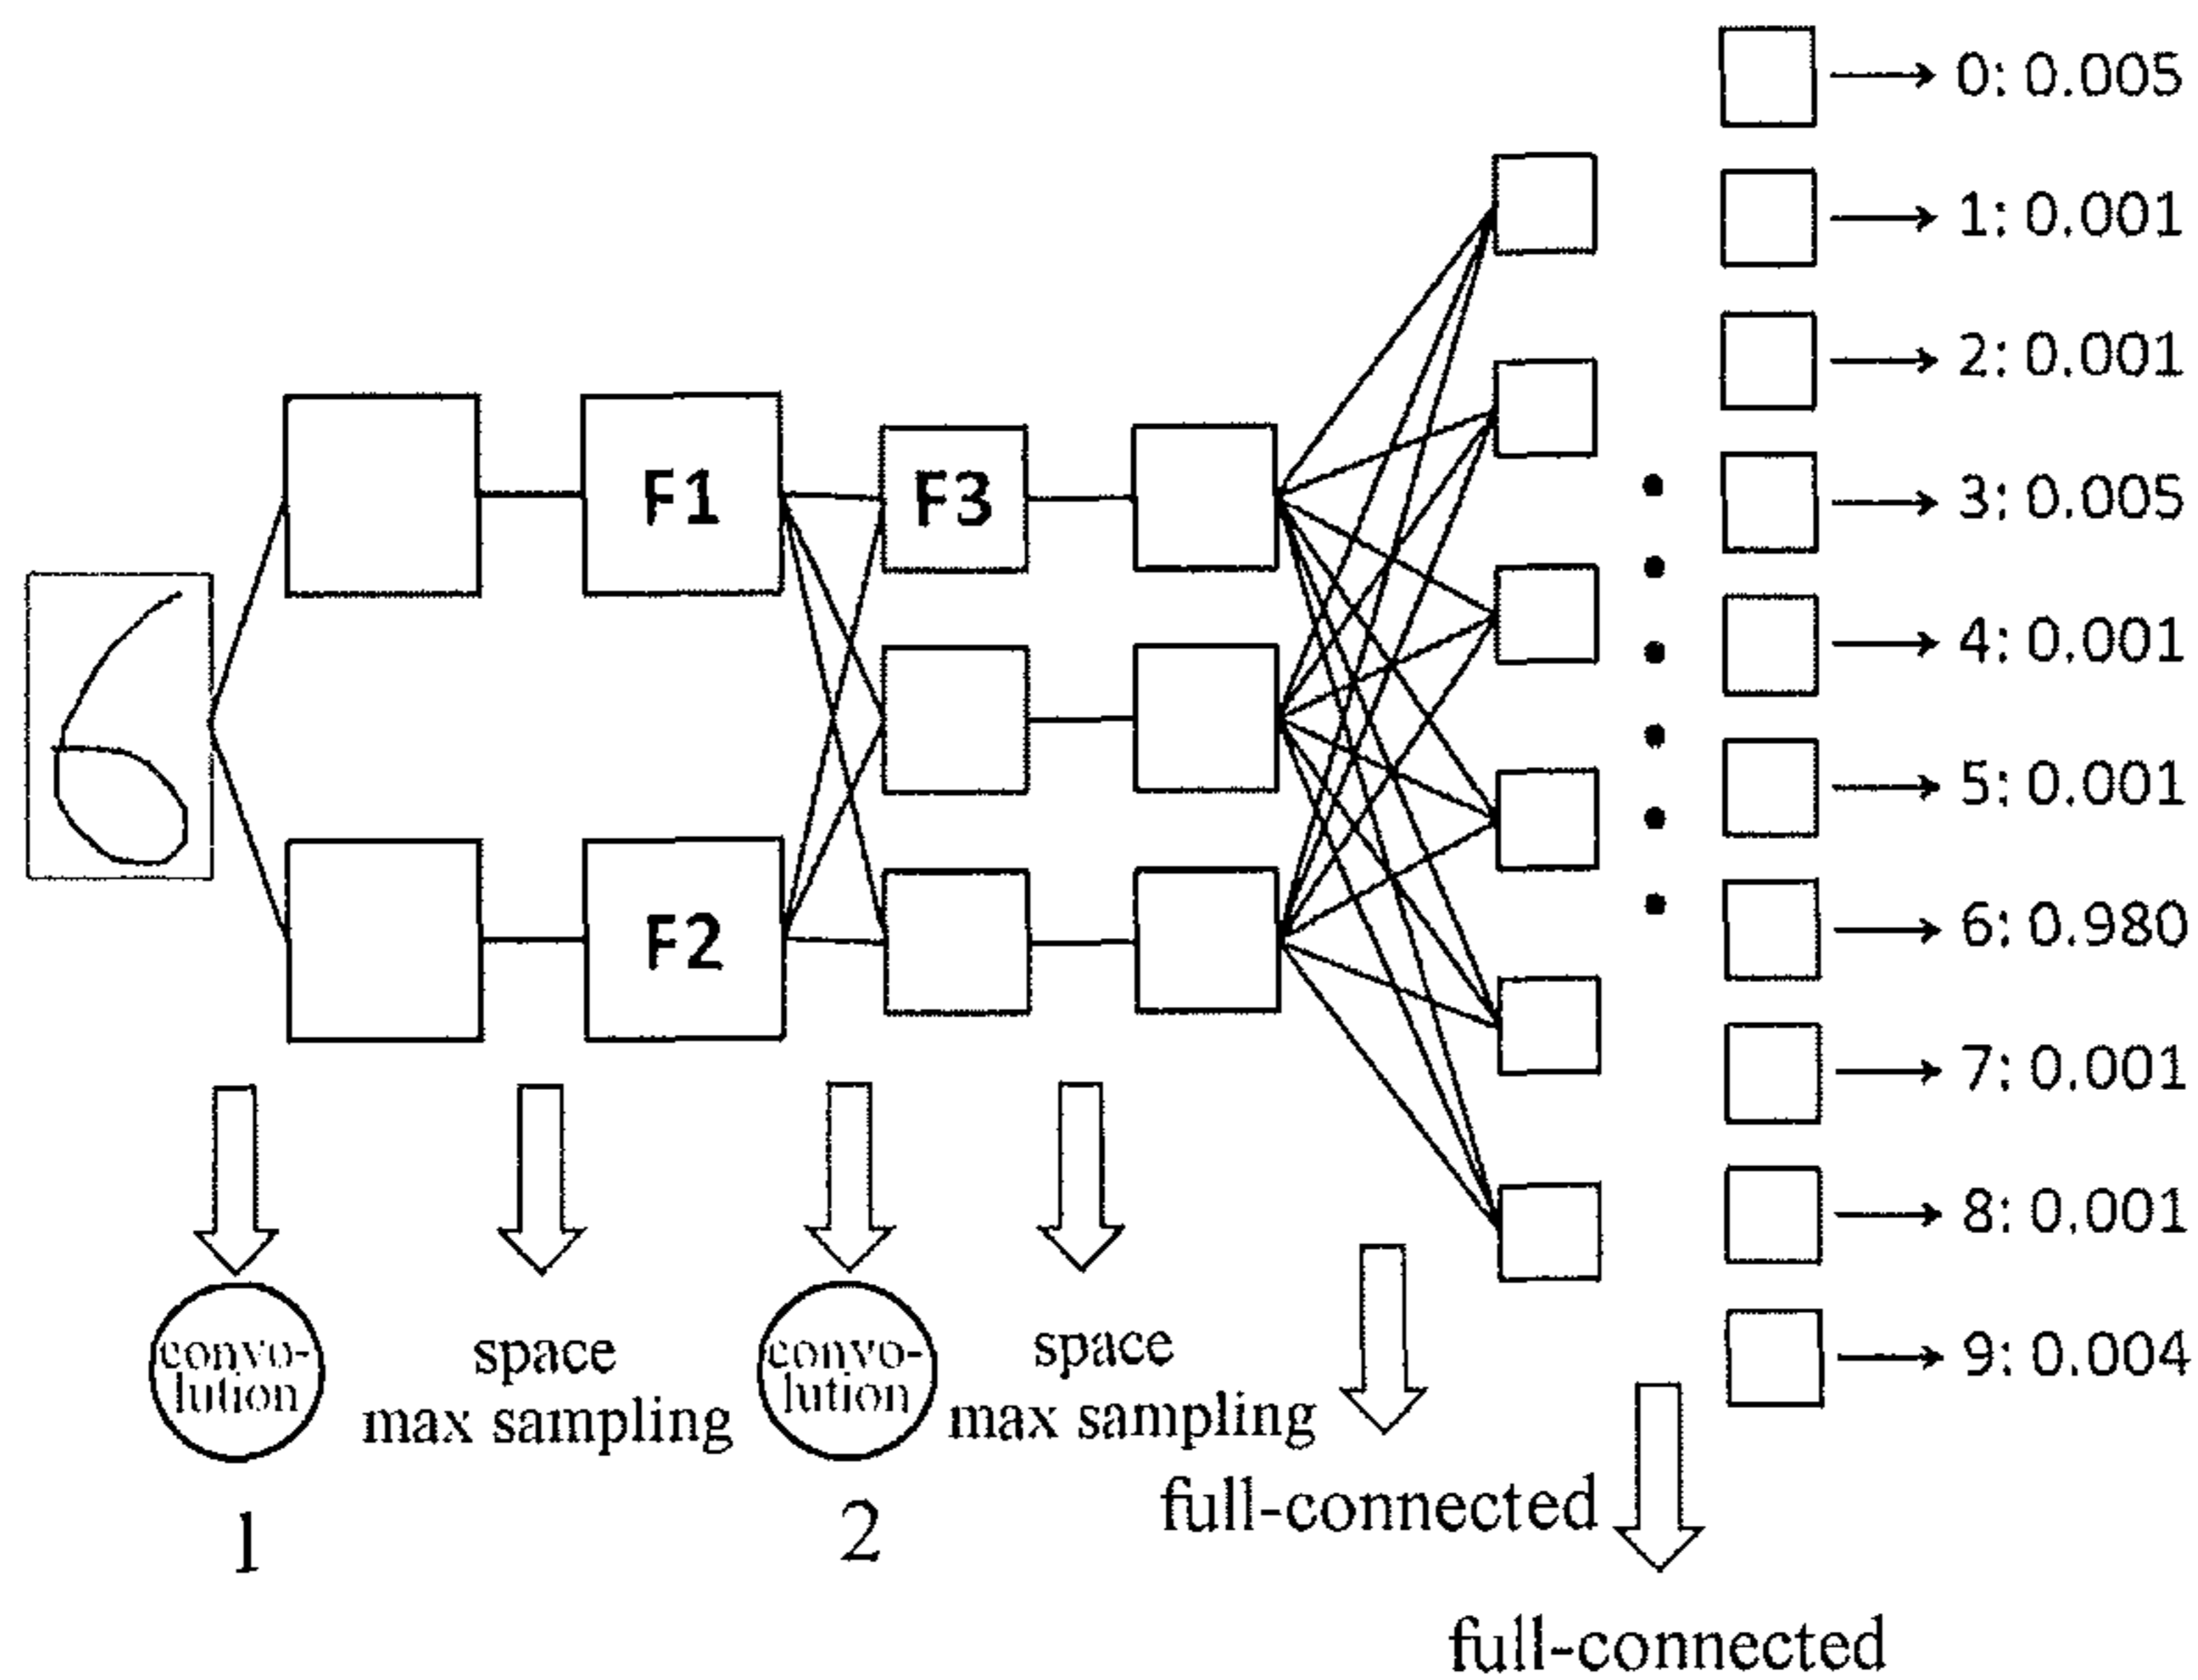 0: 0.005
1: 0.001
2: 0.001
3: 0.005
4: 0.001
5: 0.001
6: 0.980
7: 0.001
8: 0.001
9: 0.004
F1
F3
6
F2
convo-
lution
1
space
max sampling
convo-
lution
2
space
max sampling
full-connected
full-connected